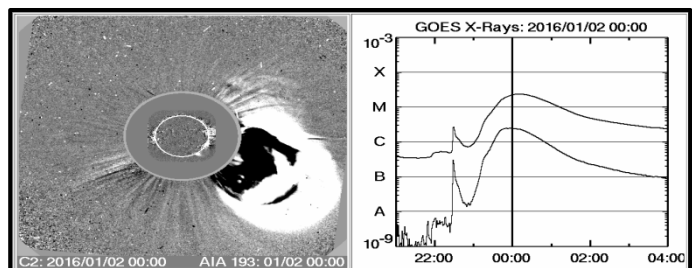 C2: 2016/01/02 00:00 AIA 193: 01/02 00:00
GOES X-Rays: 2016/01/02 00:00
10-3
X
M
C
B
A
10-9
22:00 00:00 02:00 04:00